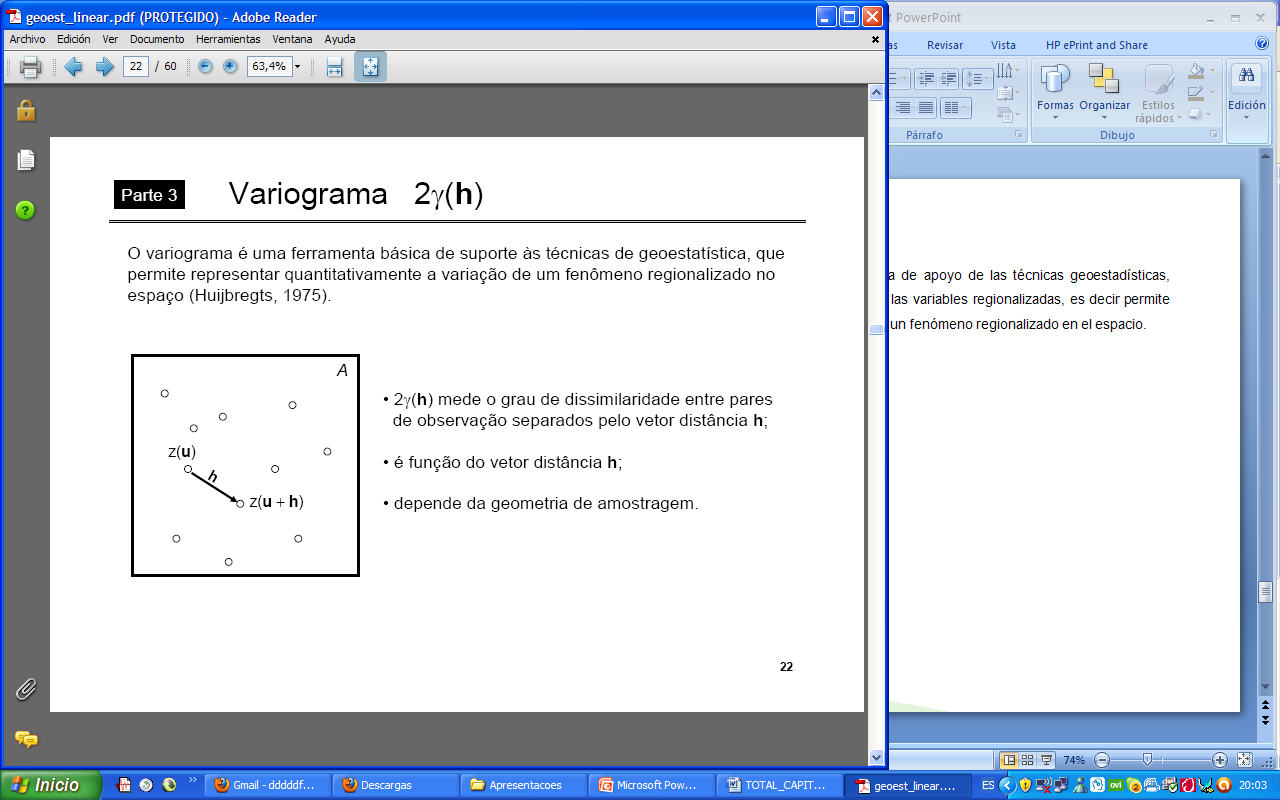 geoest_linear.pdf (PROTEGIDO) - Adobe Reader
Archivo Edición Ver Documento Herramientas Ventana Ayuda
22 / 60 63,4%
Parte 3 Variograma 2γ(h)
O variograma é uma ferramenta básica de suporte às técnicas de geoestatística, que
permite representar quantitativamente a variação de um fenômeno regionalizado no
espaço (Huijbregts, 1975).
A
z(u)
h
z(u + h)
• 2γ(h) mede o grau de dissimilaridade entre pares
de observação separados pelo vetor distância h;
• é função do vetor distância h;
• depende da geometria de amostragem.
22
t PowerPoint
as Revisar Vista HP ePrint and Share
Formas Organizar Estilos
rápidos
Edición
Párrafo Dibujo
a de apoyo de las técnicas geoestadísticas,
las variables regionalizadas, es decir permite
un fenómeno regionalizado en el espacio.
74%
Inicio
Gmail - dddddf... Descargas Apresentacoes Microsoft Pow... TOTAL_CAPIT... geoest_linear....
ES ovi 20:03